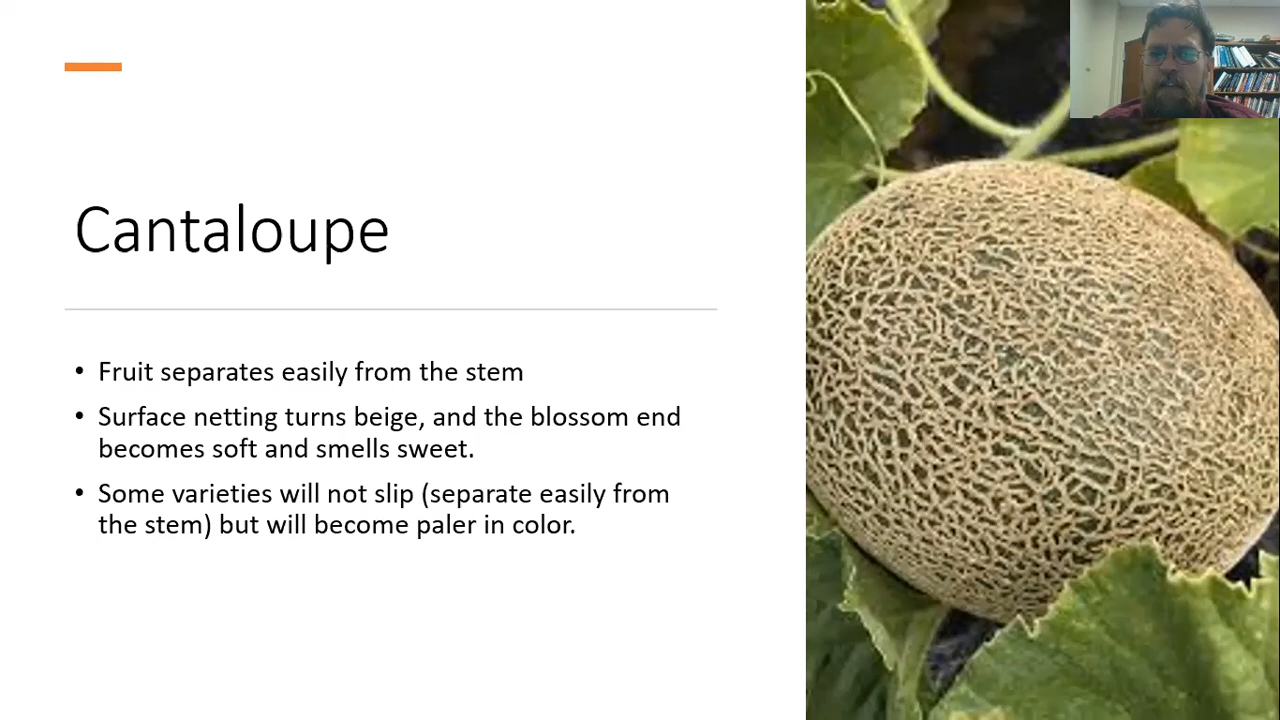 Cantaloupe
• Fruit separates easily from the stem
• Surface netting turns beige, and the blossom end
becomes soft and smells sweet.
• Some varieties will not slip (separate easily from
the stem) but will become paler in color.